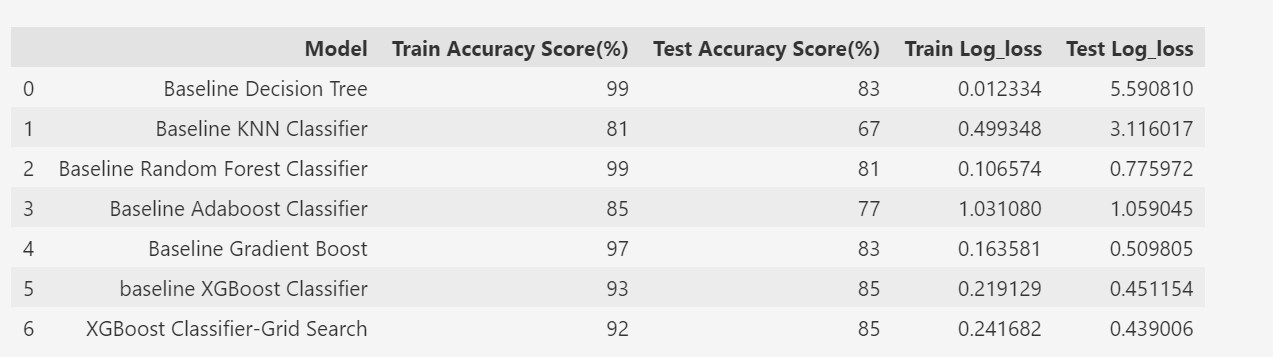 Model Train Accuracy Score(%) Test Accuracy Score(%) Train Log_loss Test Log_loss
0 Baseline Decision Tree 99 83 0.012334 5.590810
1 Baseline KNN Classifier 81 67 0.499348 3.116017
2 Baseline Random Forest Classifier 99 81 0.106574 0.775972
3 Baseline Adaboost Classifier 85 77 1.031080 1.059045
4 Baseline Gradient Boost 97 83 0.163581 0.509805
5 baseline XGBoost Classifier 93 85 0.219129 0.451154
6 XGBoost Classifier-Grid Search 92 85 0.241682 0.439006